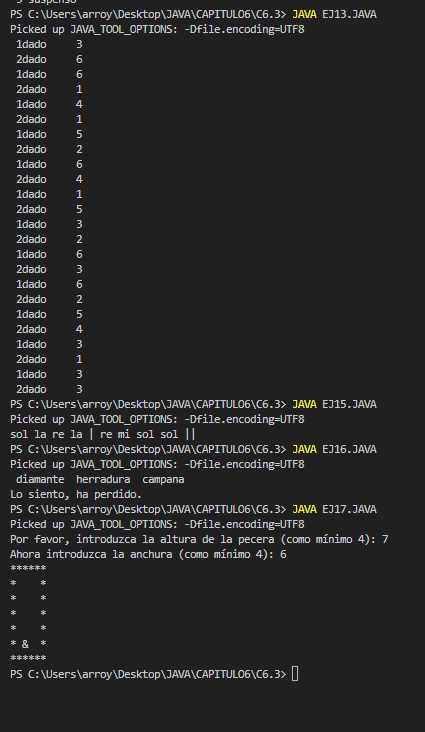 5 suspenso
PS C:\Users\arroy\Desktop\JAVA\CAPITULO6\C6.3> JAVA EJ13.JAVA
Picked up JAVA_TOOL_OPTIONS: -Dfile.encoding=UTF8
1dado 3
2dado 6
1dado 6
2dado 1
1dado 4
2dado 1
1dado 5
2dado 2
1dado 6
2dado 4
1dado 1
2dado 5
1dado 3
2dado 2
1dado 6
2dado 3
1dado 6
2dado 2
1dado 5
2dado 4
1dado 3
2dado 1
1dado 3
2dado 3
PS C:\Users\arroy\Desktop\JAVA\CAPITULO6\C6.3> JAVA EJ15.JAVA
Picked up JAVA_TOOL_OPTIONS: -Dfile.encoding=UTF8
sol la re la | re mi sol sol ||
PS C:\Users\arroy\Desktop\JAVA\CAPITULO6\C6.3> JAVA EJ16.JAVA
Picked up JAVA_TOOL_OPTIONS: -Dfile.encoding=UTF8
diamante herradura campana
Lo siento, ha perdido.
PS C:\Users\arroy\Desktop\JAVA\CAPITULO6\C6.3> JAVA EJ17.JAVA
Picked up JAVA_TOOL_OPTIONS: -Dfile.encoding=UTF8
Por favor, introduzca la altura de la pecera (como mínimo 4): 7
Ahora introduzca la anchura (como mínimo 4): 6
******
*    *
*    *
*    *
*    *
* &  *
******
PS C:\Users\arroy\Desktop\JAVA\CAPITULO6\C6.3>